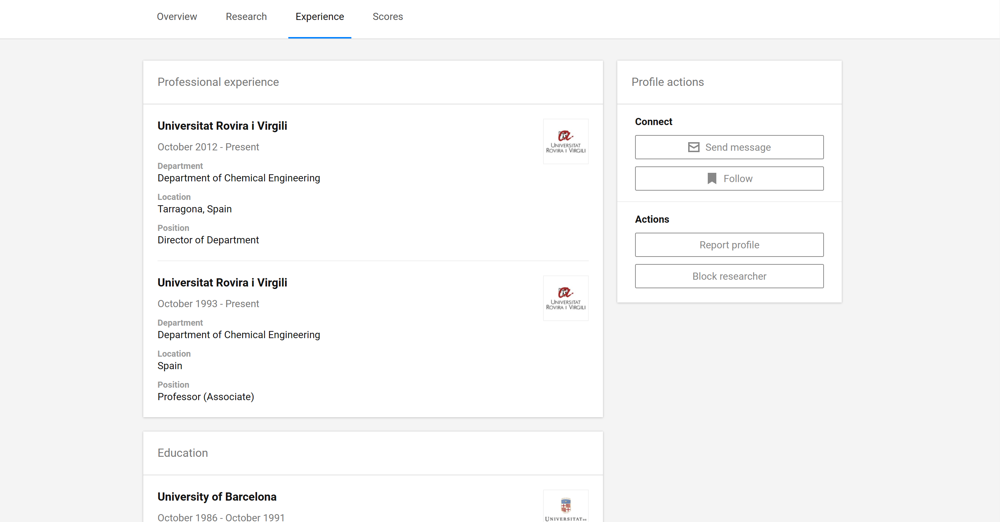 Overview
Research
Experience
Scores
Professional experience
Universitat Rovira i Virgili
October 2012 - Present
UNIVERSITAT
ROVIRA I VIRGILI
Department
Department of Chemical Engineering
Location
Tarragona, Spain
Position
Director of Department
Universitat Rovira i Virgili
October 1993 - Present
UNIVERSITAT
ROVIRA I VIRGILI
Department
Department of Chemical Engineering
Location
Spain
Position
Professor (Associate)
Education
University of Barcelona
October 1986 - October 1991
UNIVERSITAT DE
Profile actions
Connect
Send message
Follow
Actions
Report profile
Block researcher